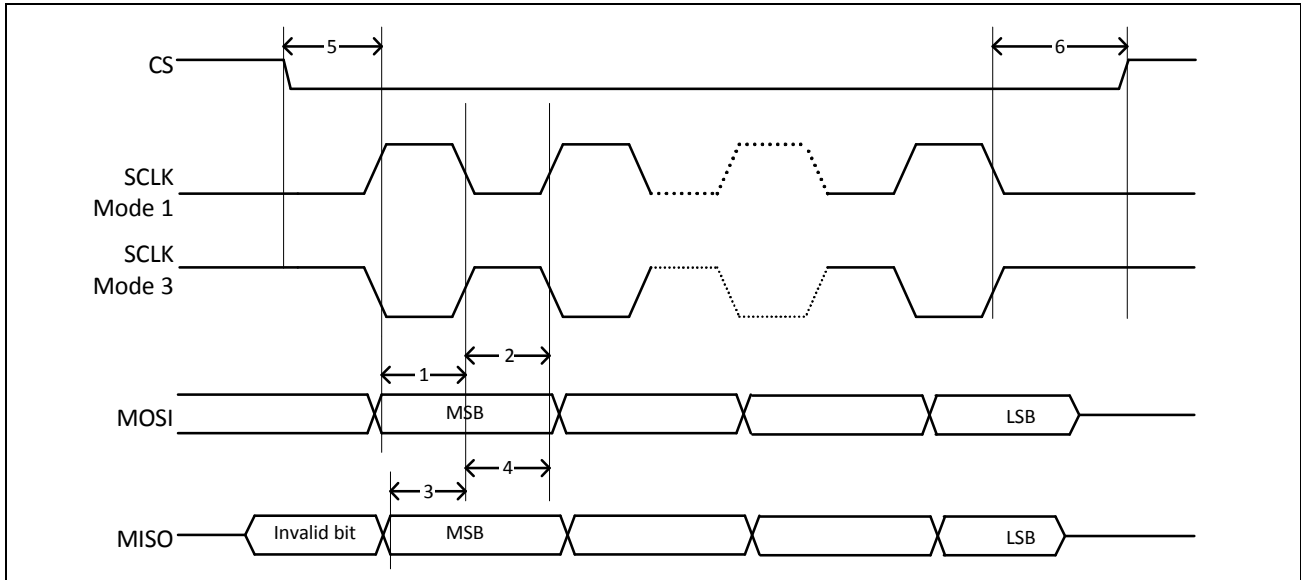 5
6
CS
SCLK
Mode 1
SCLK
Mode 3
2
1
MOSI
MSB
LSB
4
3
MISO
Invalid bit
MSB
LSB